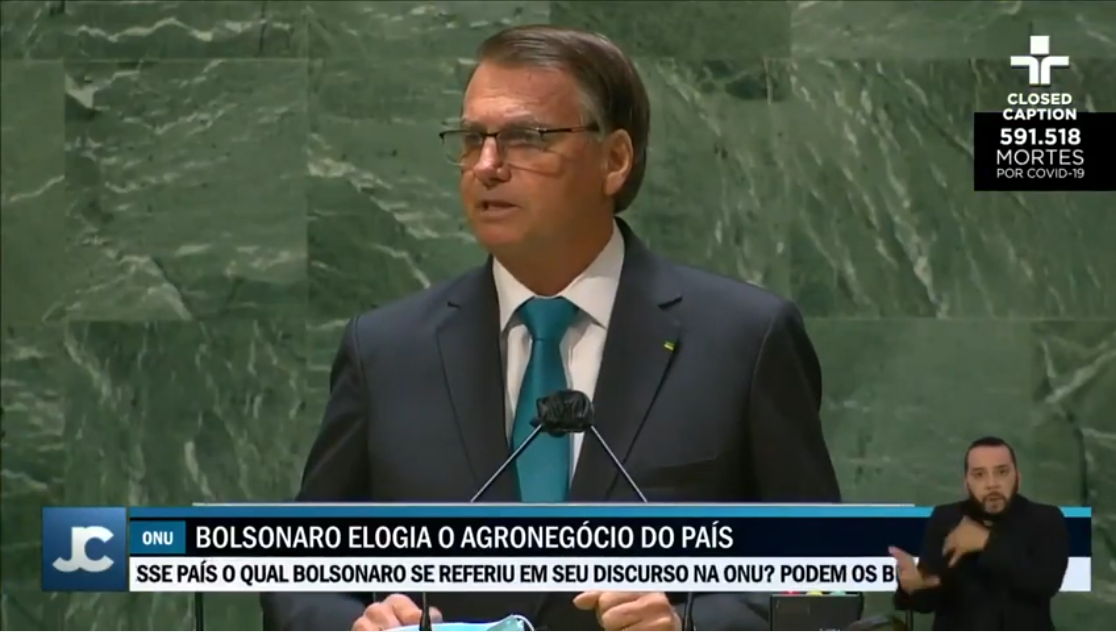 CLOSED
CAPTION
591.518
MORTES
POR COVID-19
JC
ONU
BOLSONARO ELOGIA O AGRONEGÓCIO DO PAÍS
SSE PAÍS O QUAL BOLSONARO SE REFERIU EM SEU DISCURSO NA ONU? PODEM OS B